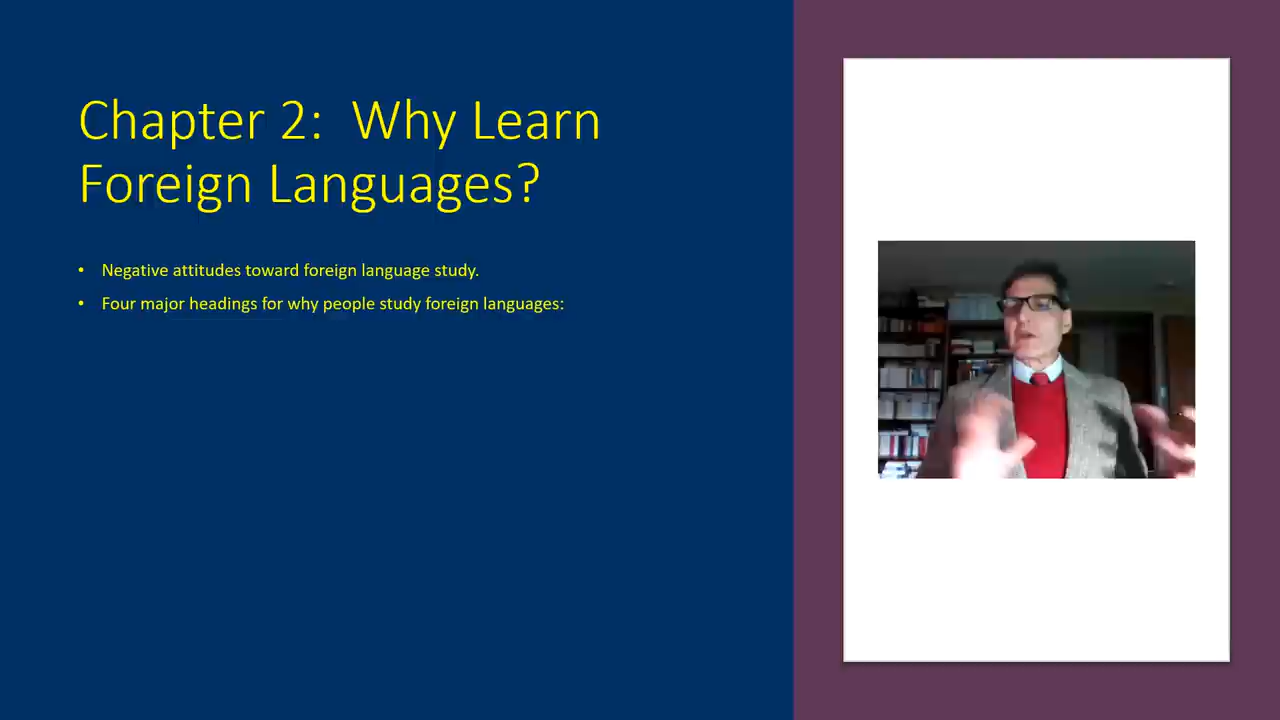 Chapter 2:  Why Learn
Foreign Languages?
• Negative attitudes toward foreign language study.
• Four major headings for why people study foreign languages: